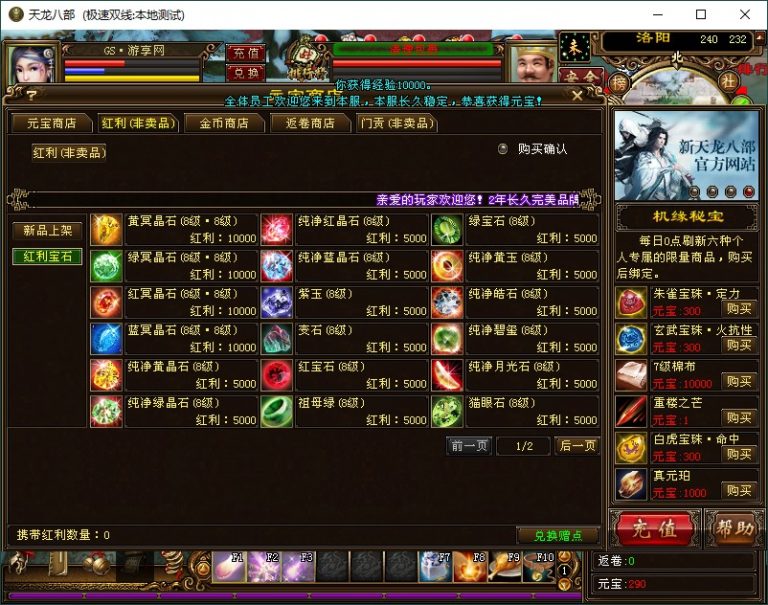 天龙八部 (极速双线:本地测试)
GS·游享网
充值
兑换
洛阳
240 232
北
未
安全
榜
社
?
你获得经验10000。
元宝商店
全体员工欢迎您来到本服,本服长久稳定,恭喜获得元宝!
元宝商店
红利(非卖品)
金币商店
返卷商店
门贡(非卖品)
红利(非卖品)
购买确认
亲爱的玩家欢迎您! 2年长久完美品牌
新品上架
红利宝石
黄冥晶石(8级·8级)
红利:10000
纯净红晶石(8级)
红利:5000
绿宝石(8级)
红利:5000
绿冥晶石(8级·8级)
红利:10000
纯净蓝晶石(8级)
红利:5000
纯净黄玉(8级)
红利:5000
红冥晶石(8级·8级)
红利:10000
紫玉(8级)
红利:5000
纯净皓石(8级)
红利:5000
蓝冥晶石(8级·8级)
红利:10000
变石(8级)
红利:5000
纯净碧玺(8级)
红利:5000
纯净黄晶石(8级)
红利:5000
红宝石(8级)
红利:5000
纯净月光石(8级)
红利:5000
纯净绿晶石(8级)
红利:5000
祖母绿(8级)
红利:5000
猫眼石(8级)
红利:5000
前一页
1/2
后一页
携带红利数量:0
兑换赠点
新天龙八部
官方网站
机缘秘宝
每日0点刷新六种个
人专属的限量商品,购买
后绑定。
朱雀宝珠·定力
元宝:300
购买
玄武宝珠·火抗性
元宝:300
购买
7级棉布
元宝:10000
购买
重楼之芒
元宝:1
购买
白虎宝珠·命中
元宝:300
购买
真元珀
元宝:1000
购买
充值
帮助
F1
F2
F3
F7
F8
F9
F10
1
返卷:0
元宝:290